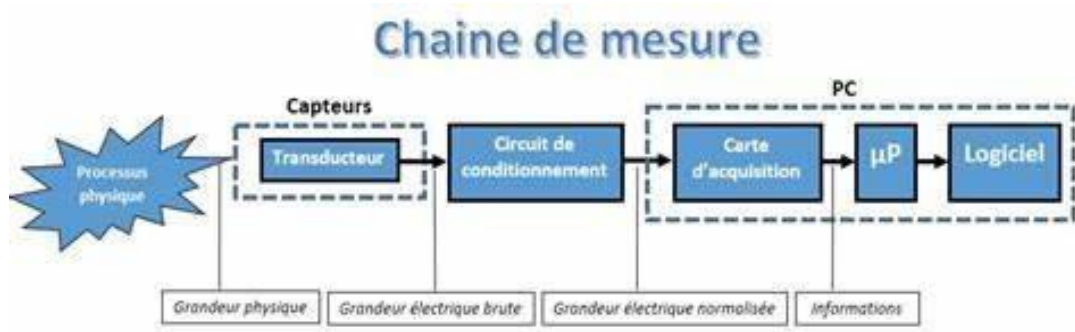 Chaine de mesure
PC
Capteurs
Processus
physique
Transducteur
Circuit de
conditionnement
Carte
d'acquisition
µP
Logiciel
Grandeur physique
Grandeur électrique brute
Grandeur électrique normalisée
Informations